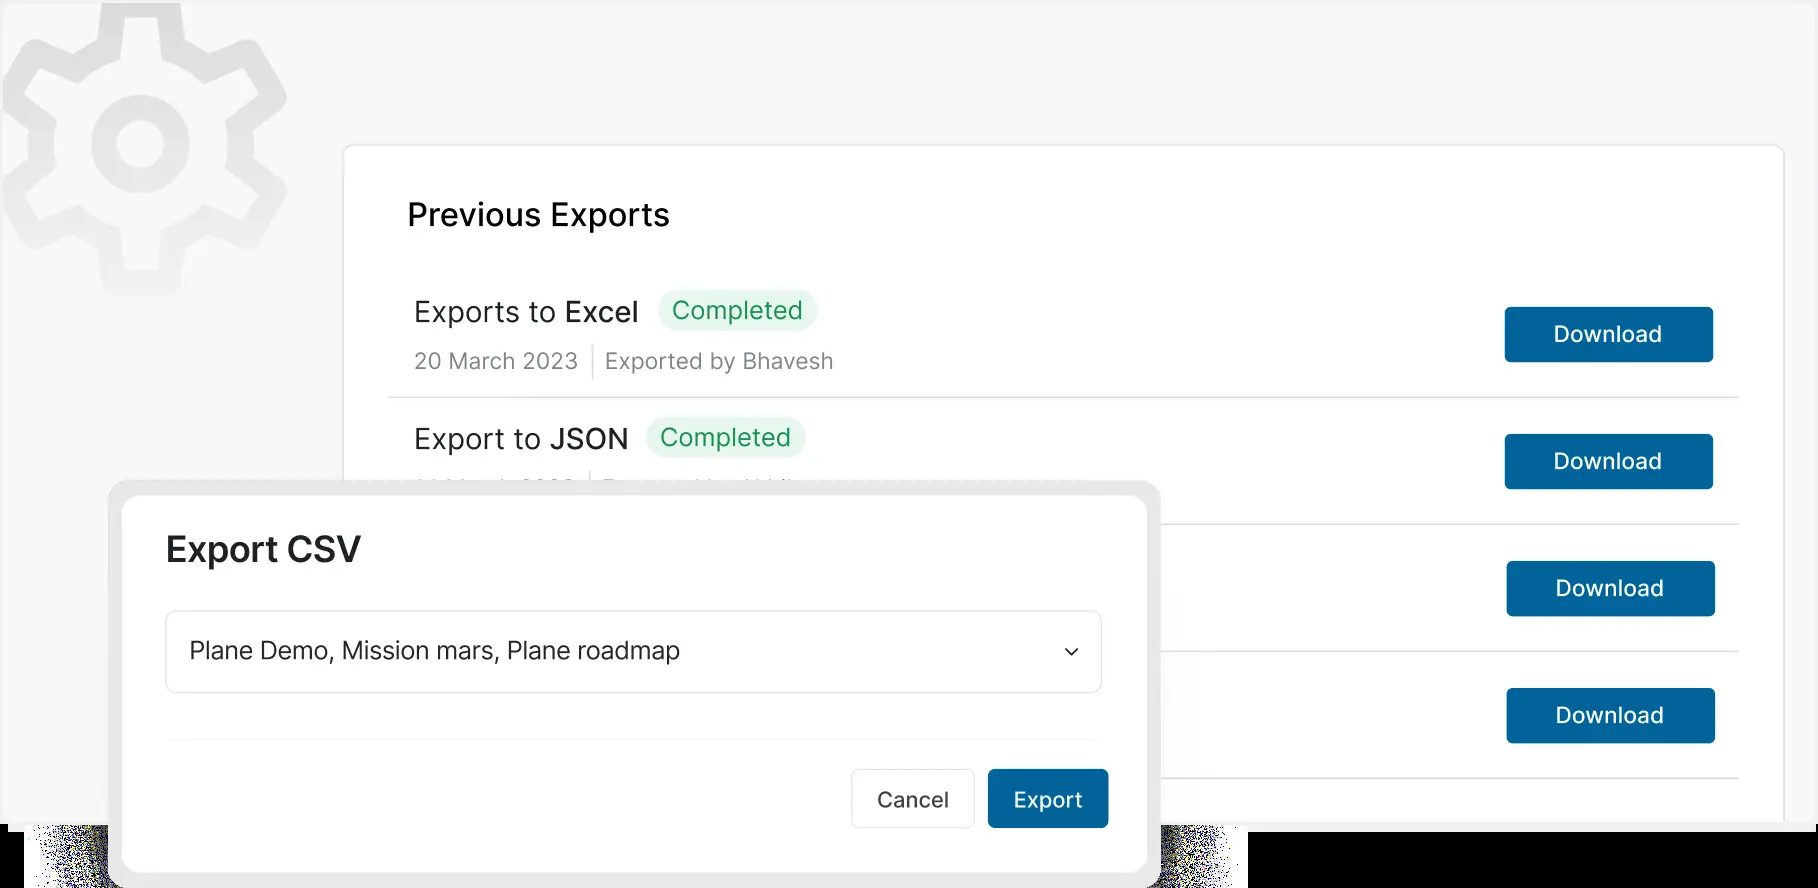 Previous Exports
Exports to Excel Completed
20 March 2023 Exported by Bhavesh
Download
Export to JSON Completed
Download
Export CSV
Download
Plane Demo, Mission mars, Plane roadmap
Download
Cancel Export